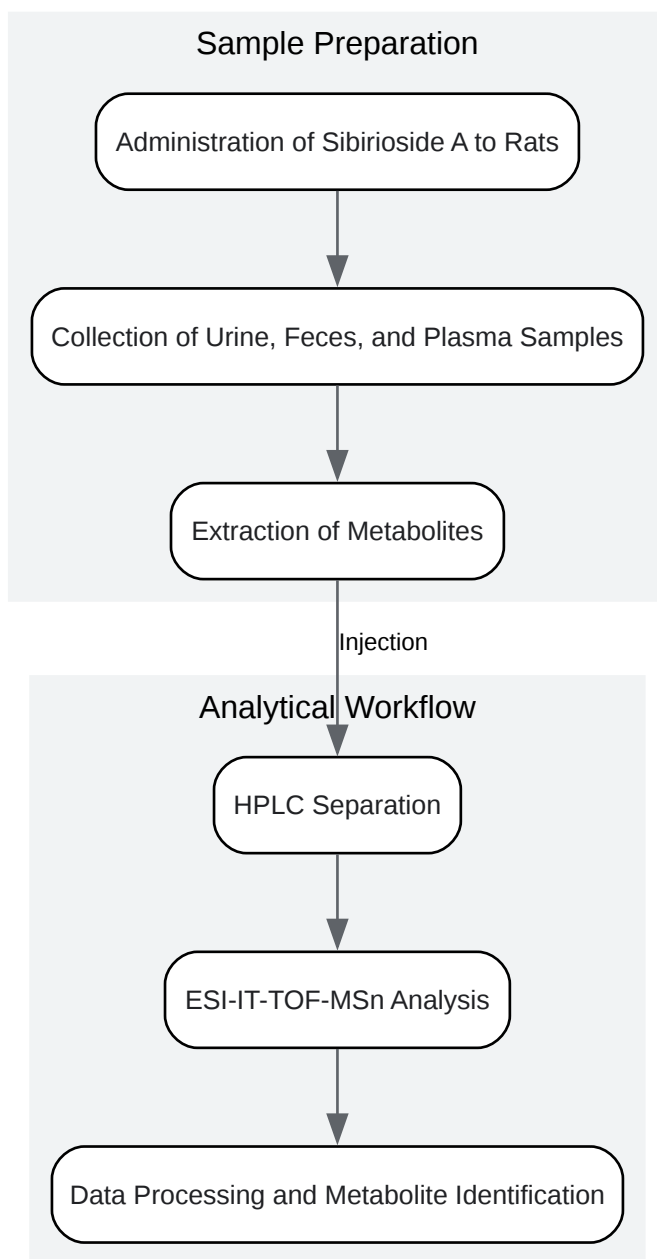 Sample Preparation
Administration of Sibirioside A to Rats
Collection of Urine, Feces, and Plasma Samples
Extraction of Metabolites
Injection
Analytical Workflow
HPLC Separation
ESI-IT-TOF-MSn Analysis
Data Processing and Metabolite Identification